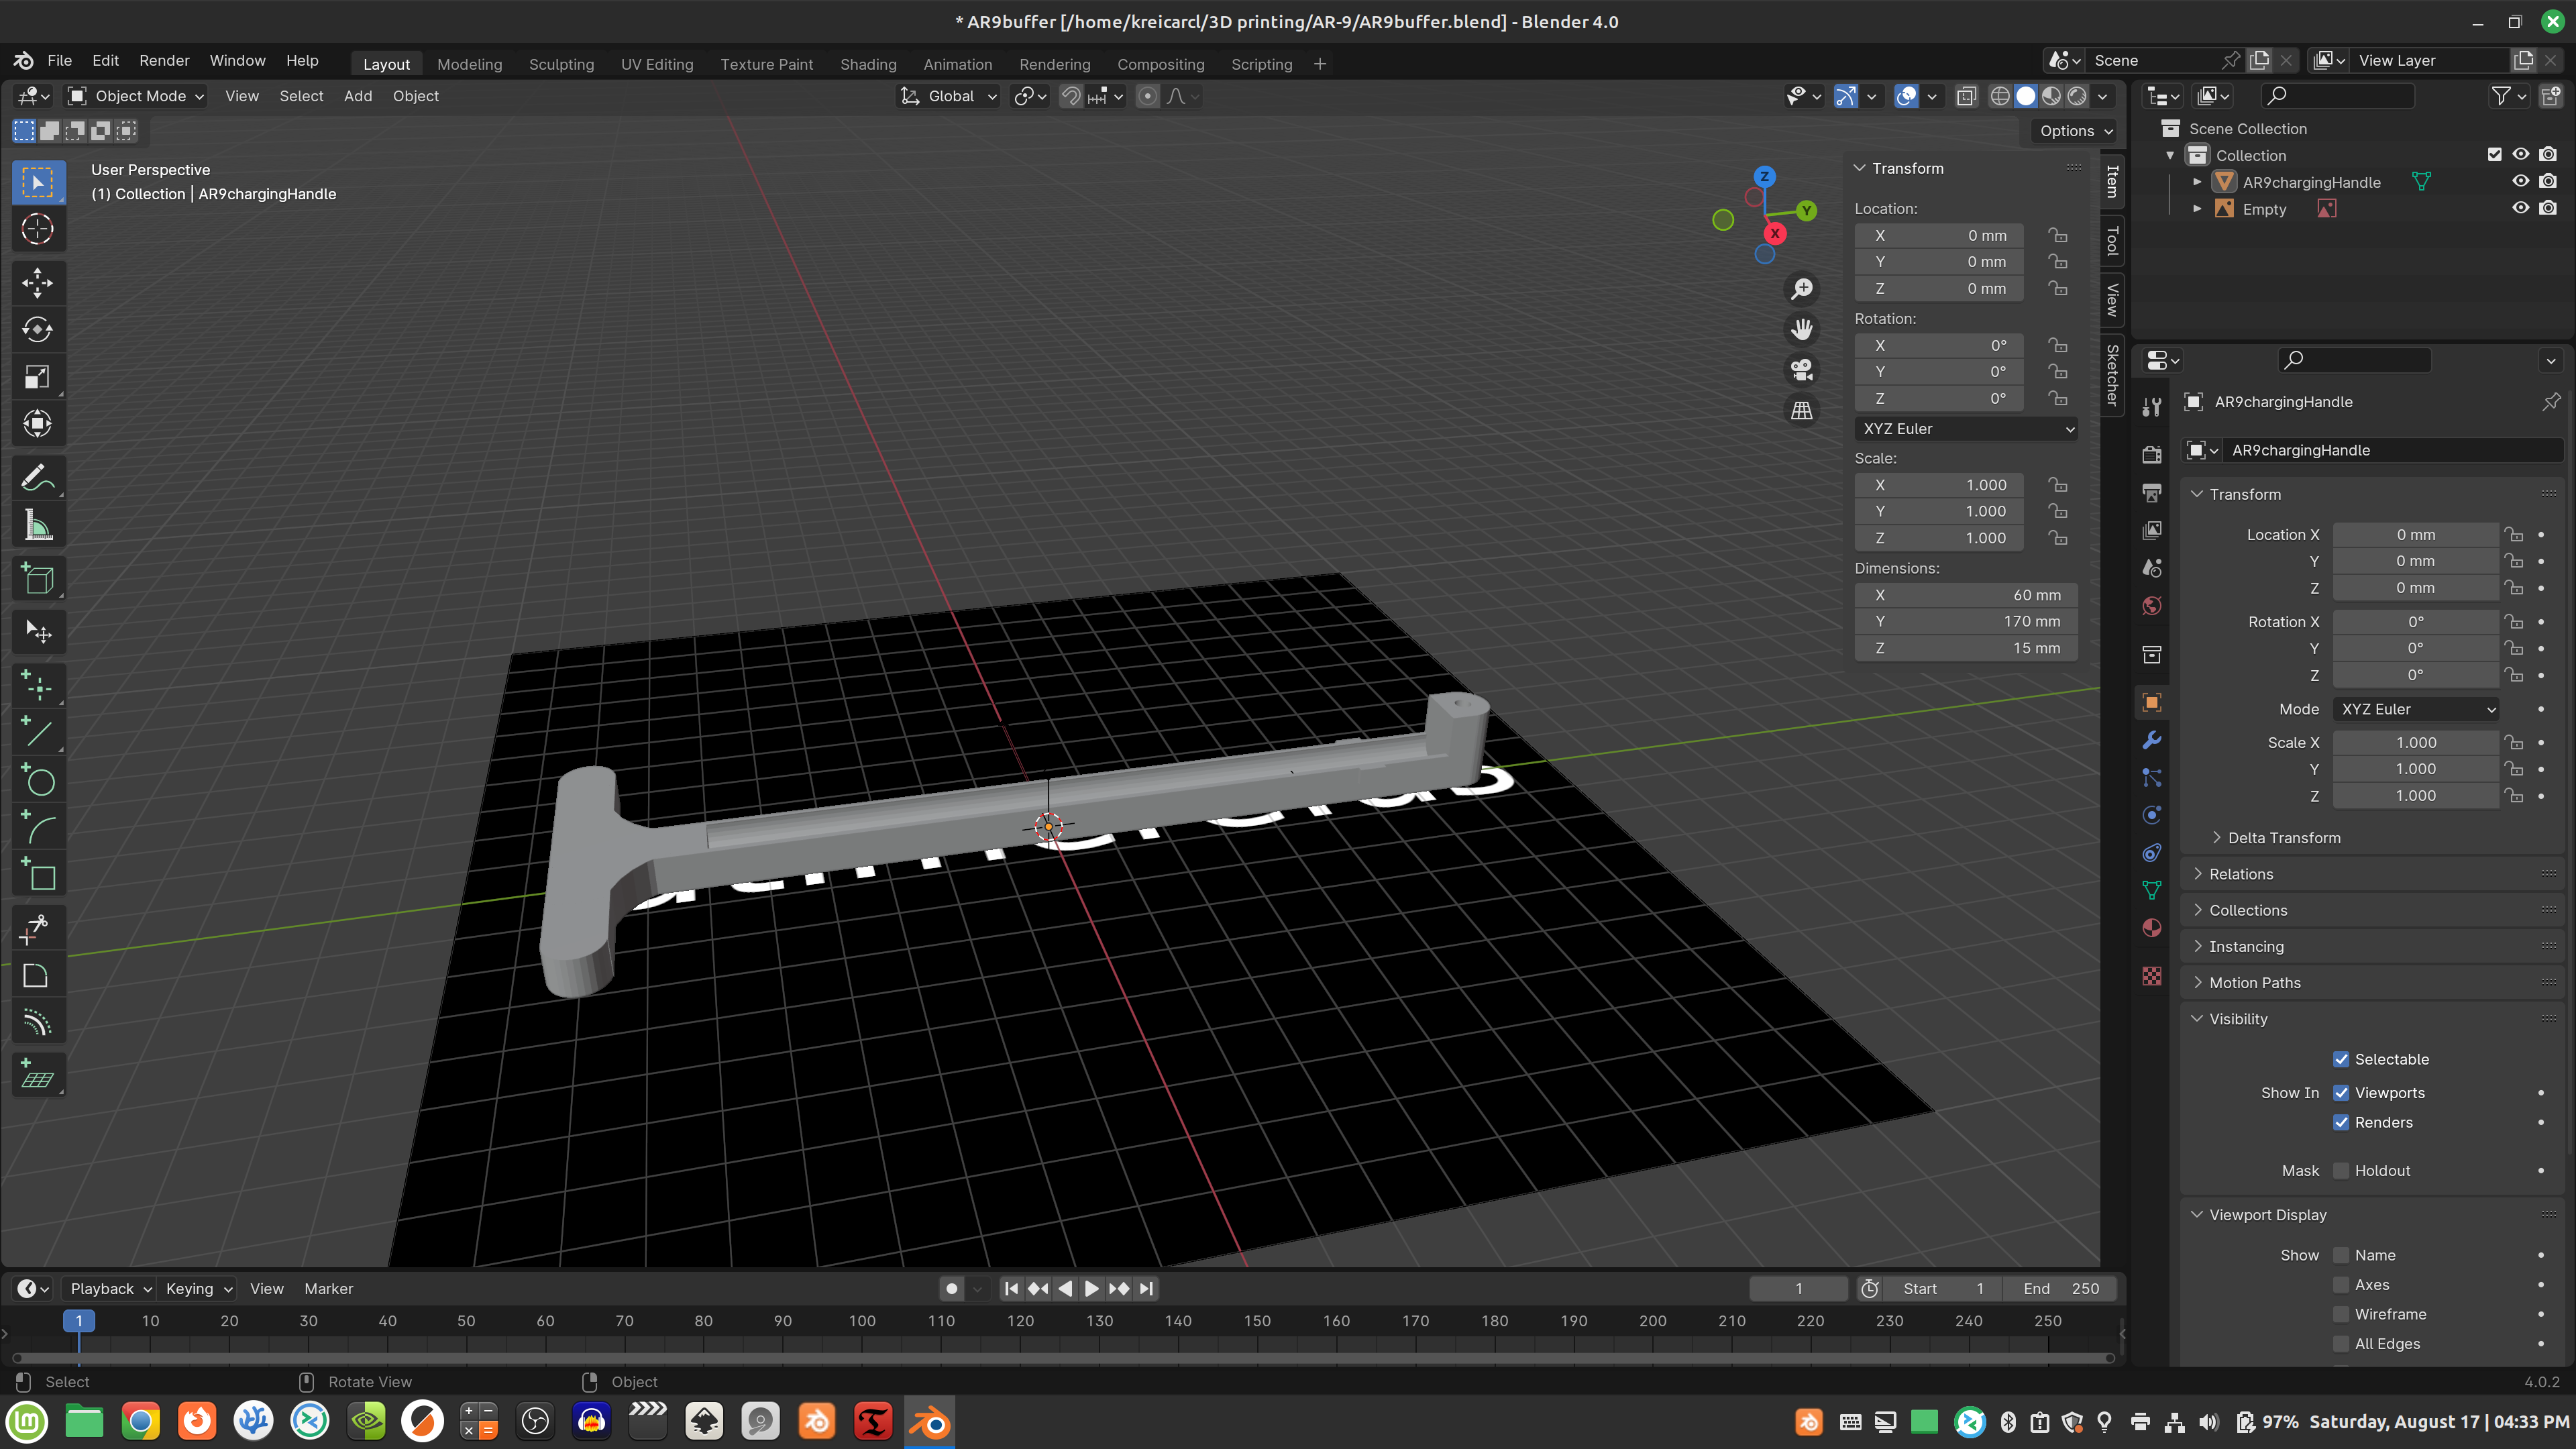 * AR9buffer [/home/kreicarcl/3D printing/AR-9/AR9buffer.blend] - Blender 4.0
File Edit Render Window Help Layout Modeling Sculpting UV Editing Texture Paint Shading Animation Rendering Compositing Scripting + Scene View Layer
Object Mode View Select Add Object Global
Options
User Perspective
(1) Collection | AR9chargingHandle
Z
Y
X
Transform
Location:
X 0 mm
Y 0 mm
Z 0 mm
Rotation:
X 0°
Y 0°
Z 0°
XYZ Euler
Scale:
X 1.000
Y 1.000
Z 1.000
Dimensions:
X 60 mm
Y 170 mm
Z 15 mm
Item
Tool
View
Sketcher
Scene Collection
Collection
AR9chargingHandle
Empty
AR9chargingHandle
AR9chargingHandle
Transform
Location X 0 mm
Y 0 mm
Z 0 mm
Rotation X 0°
Y 0°
Z 0°
Mode XYZ Euler
Scale X 1.000
Y 1.000
Z 1.000
Delta Transform
Relations
Collections
Instancing
Motion Paths
Visibility
Selectable
Show In Viewports
Renders
Mask Holdout
Viewport Display
Show Name
Axes
Wireframe
All Edges
Playback Keying View Marker 1 Start 1 End 250
1 10 20 30 40 50 60 70 80 90 100 110 120 130 140 150 160 170 180 190 200 210 220 230 240 250
Select Rotate View Object 4.0.2
97% Saturday, August 17 | 04:33 PM